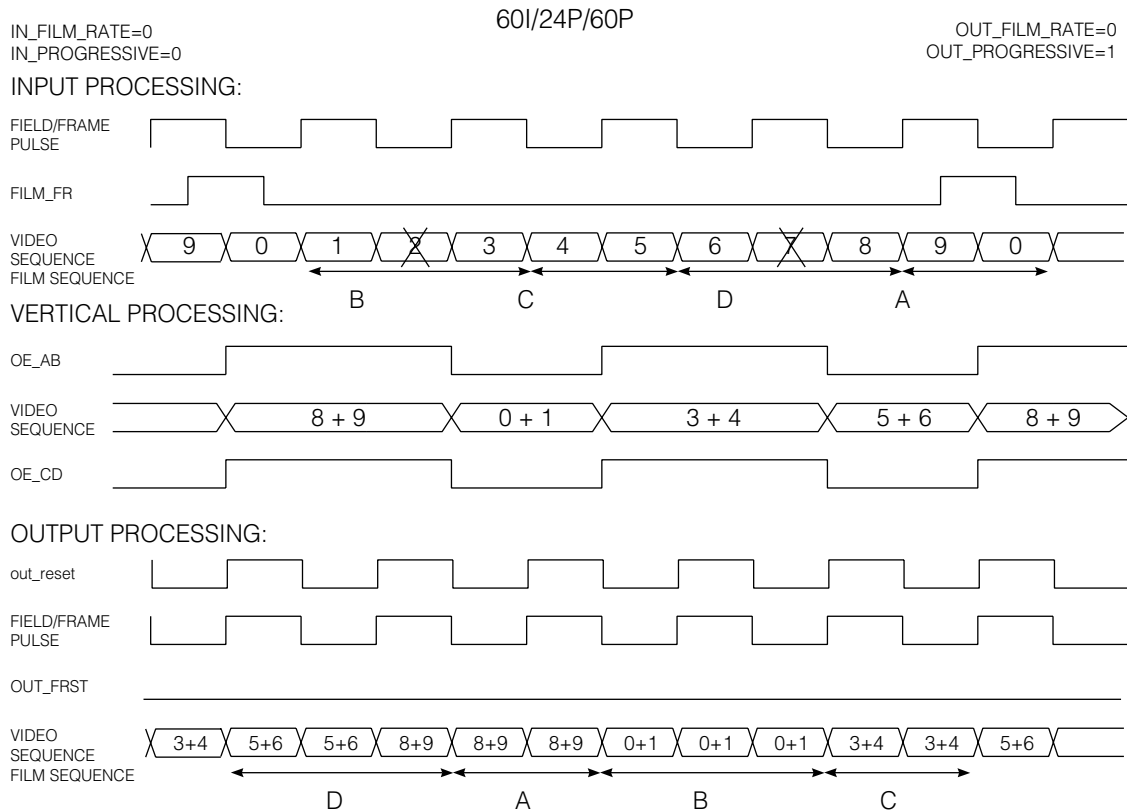 60I/24P/60P
IN_FILM_RATE=0
IN_PROGRESSIVE=0
OUT_FILM_RATE=0
OUT_PROGRESSIVE=1
INPUT PROCESSING:
FIELD/FRAME
PULSE
FILM_FR
VIDEO
SEQUENCE
9 0 1 2 3 4 5 6 7 8 9 0
FILM SEQUENCE
B C D A
VERTICAL PROCESSING:
OE_AB
VIDEO
SEQUENCE
8 + 9 0 + 1 3 + 4 5 + 6 8 + 9
OE_CD
OUTPUT PROCESSING:
out_reset
FIELD/FRAME
PULSE
OUT_FRST
VIDEO
SEQUENCE
3+4 5+6 5+6 8+9 8+9 8+9 0+1 0+1 0+1 3+4 3+4 5+6
FILM SEQUENCE
D A B C